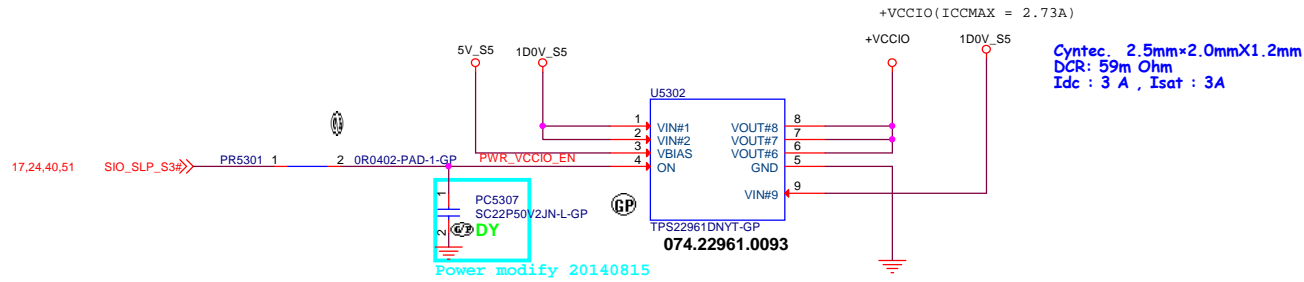 +VCCIO(ICCMAX = 2.73A)
+VCCIO
1D0V_S5
Cyntec. 2.5mm×2.0mmX1.2mm
DCR: 59m Ohm
Idc : 3 A , Isat : 3A
5V_S5
1D0V_S5
U5302
1
VIN#1
VOUT#8
8
2
VIN#2
VOUT#7
7
3
VBIAS
VOUT#6
6
4
ON
GND
5
VIN#9
9
TPS22961DNYT-GP
074.22961.0093
17,24,40,51
SIO_SLP_S3#
PR5301
1
2
0R0402-PAD-1-GP
PWR_VCCIO_EN
GP
1
2
PC5307
SC22P50V2JN-L-GP
DY
Power modify 20140815